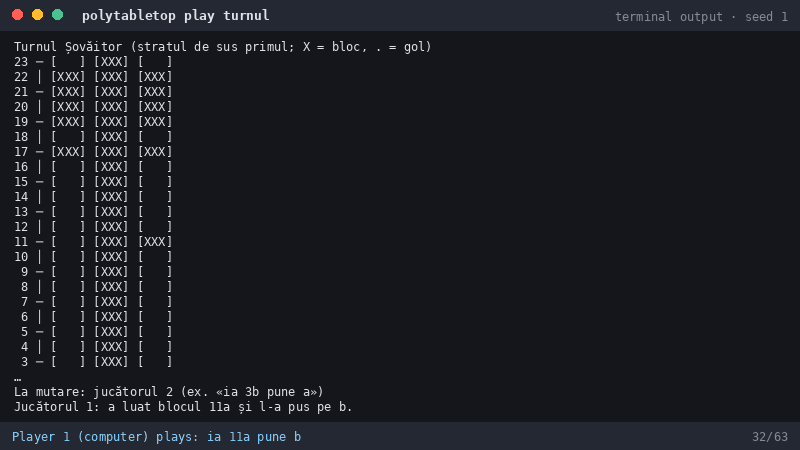 polytabletop play turnul
terminal output · seed 1
Turnul Șovăitor (stratul de sus primul; X = bloc, . = gol)
23 — [   ] [XXX] [   ]
22 │ [XXX] [XXX] [XXX]
21 — [XXX] [XXX] [XXX]
20 │ [XXX] [XXX] [XXX]
19 — [XXX] [XXX] [XXX]
18 │ [   ] [XXX] [   ]
17 — [XXX] [XXX] [XXX]
16 │ [   ] [XXX] [   ]
15 — [   ] [XXX] [   ]
14 │ [   ] [XXX] [   ]
13 — [   ] [XXX] [   ]
12 │ [   ] [XXX] [   ]
11 — [   ] [XXX] [XXX]
10 │ [   ] [XXX] [   ]
 9 — [   ] [XXX] [   ]
 8 │ [   ] [XXX] [   ]
 7 — [   ] [XXX] [   ]
 6 │ [   ] [XXX] [   ]
 5 — [   ] [XXX] [   ]
 4 │ [   ] [XXX] [   ]
 3 — [   ] [XXX] [   ]
…
La mutare: jucătorul 2 (ex. «ia 3b pune a»)
Jucătorul 1: a luat blocul 11a și l-a pus pe b.
Player 1 (computer) plays: ia 11a pune b
32/63